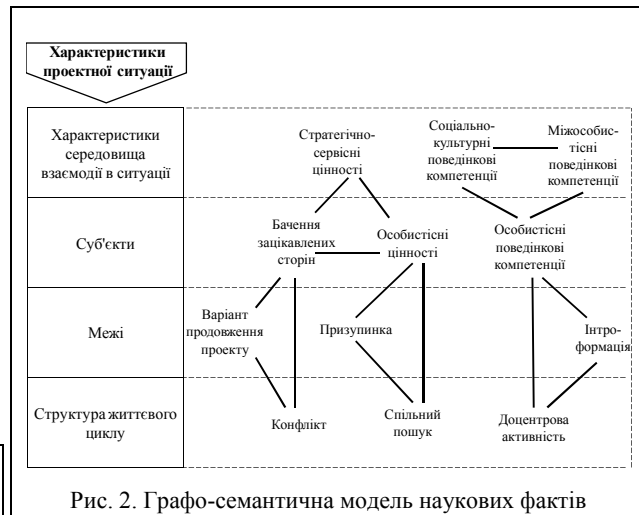 Характеристики
проектної ситуації
Характеристики
середовища
взаємодії в ситуації
Стратегічно-
сервісні
цінності
Соціально-
культурні
поведінкові
компетенції
Міжособис-
тісні
поведінкові
компетенції
Суб'єкти
Бачення
зацікавлених
сторін
Особистісні
цінності
Особистісні
поведінкові
компетенції
Межі
Варіант
продовження
проекту
Призупинка
Інтро-
формація
Структура життєвого
циклу
Конфлікт
Спільний
пошук
Доцентрова
активність
Рис. 2. Графо-семантична модель наукових фактів